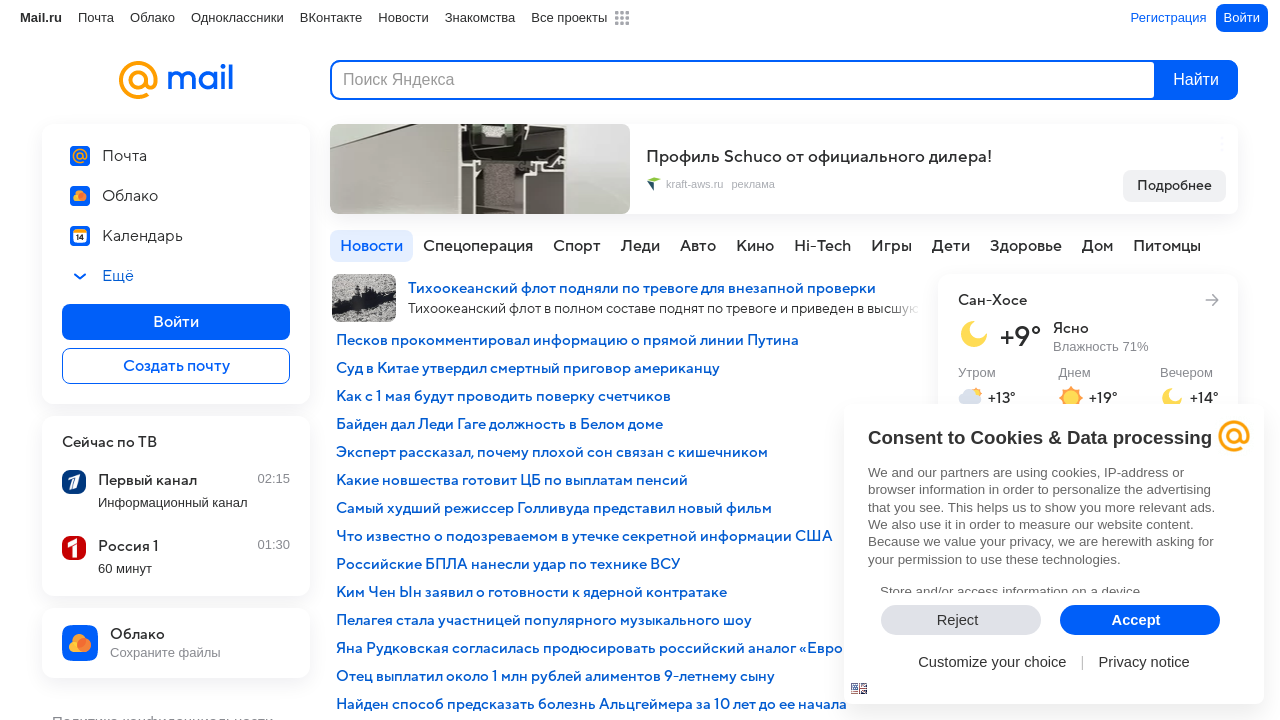 Mail.ru Почта Облако Одноклассники ВКонтакте Новости Знакомства Все проекты Регистрация Войти
mail
Поиск Яндекса Найти
Почта
Облако
Календарь
Ещё
Войти
Создать почту
Сейчас по ТВ
Первый канал 02:15
Информационный канал
Россия 1 01:30
60 минут
Облако
Сохраните файлы
Профиль Schuco от официального дилера!
kraft-aws.ru реклама
Подробнее
Новости Спецоперация Спорт Леди Авто Кино Hi-Tech Игры Дети Здоровье Дом Питомцы
Тихоокеанский флот подняли по тревоге для внезапной проверки
Тихоокеанский флот в полном составе поднят по тревоге и приведен в высшую
Песков прокомментировал информацию о прямой линии Путина
Суд в Китае утвердил смертный приговор американцу
Как с 1 мая будут проводить поверку счетчиков
Байден дал Леди Гаге должность в Белом доме
Эксперт рассказал, почему плохой сон связан с кишечником
Какие новшества готовит ЦБ по выплатам пенсий
Самый худший режиссер Голливуда представил новый фильм
Что известно о подозреваемом в утечке секретной информации США
Российские БПЛА нанесли удар по технике ВСУ
Ким Чен Ын заявил о готовности к ядерной контратаке
Пелагея стала участницей популярного музыкального шоу
Яна Рудковская согласилась продюсировать российский аналог «Евро
Отец выплатил около 1 млн рублей алиментов 9-летнему сыну
Найден способ предсказать болезнь Альцгеймера за 10 лет до ее начала
Сан-Хосе
+9° Ясно
Влажность 71%
Утром Днем Вечером
+13° +19° +14°
Consent to Cookies & Data processing
We and our partners are using cookies, IP-address or
browser information in order to personalize the advertising
that you see. This helps us to show you more relevant ads.
We also use it in order to measure our website content.
Because we value your privacy, we are herewith asking for
your permission to use these technologies.
Store and/or access information on a device
Reject Accept
Customize your choice | Privacy notice
Политика конфиденциальности